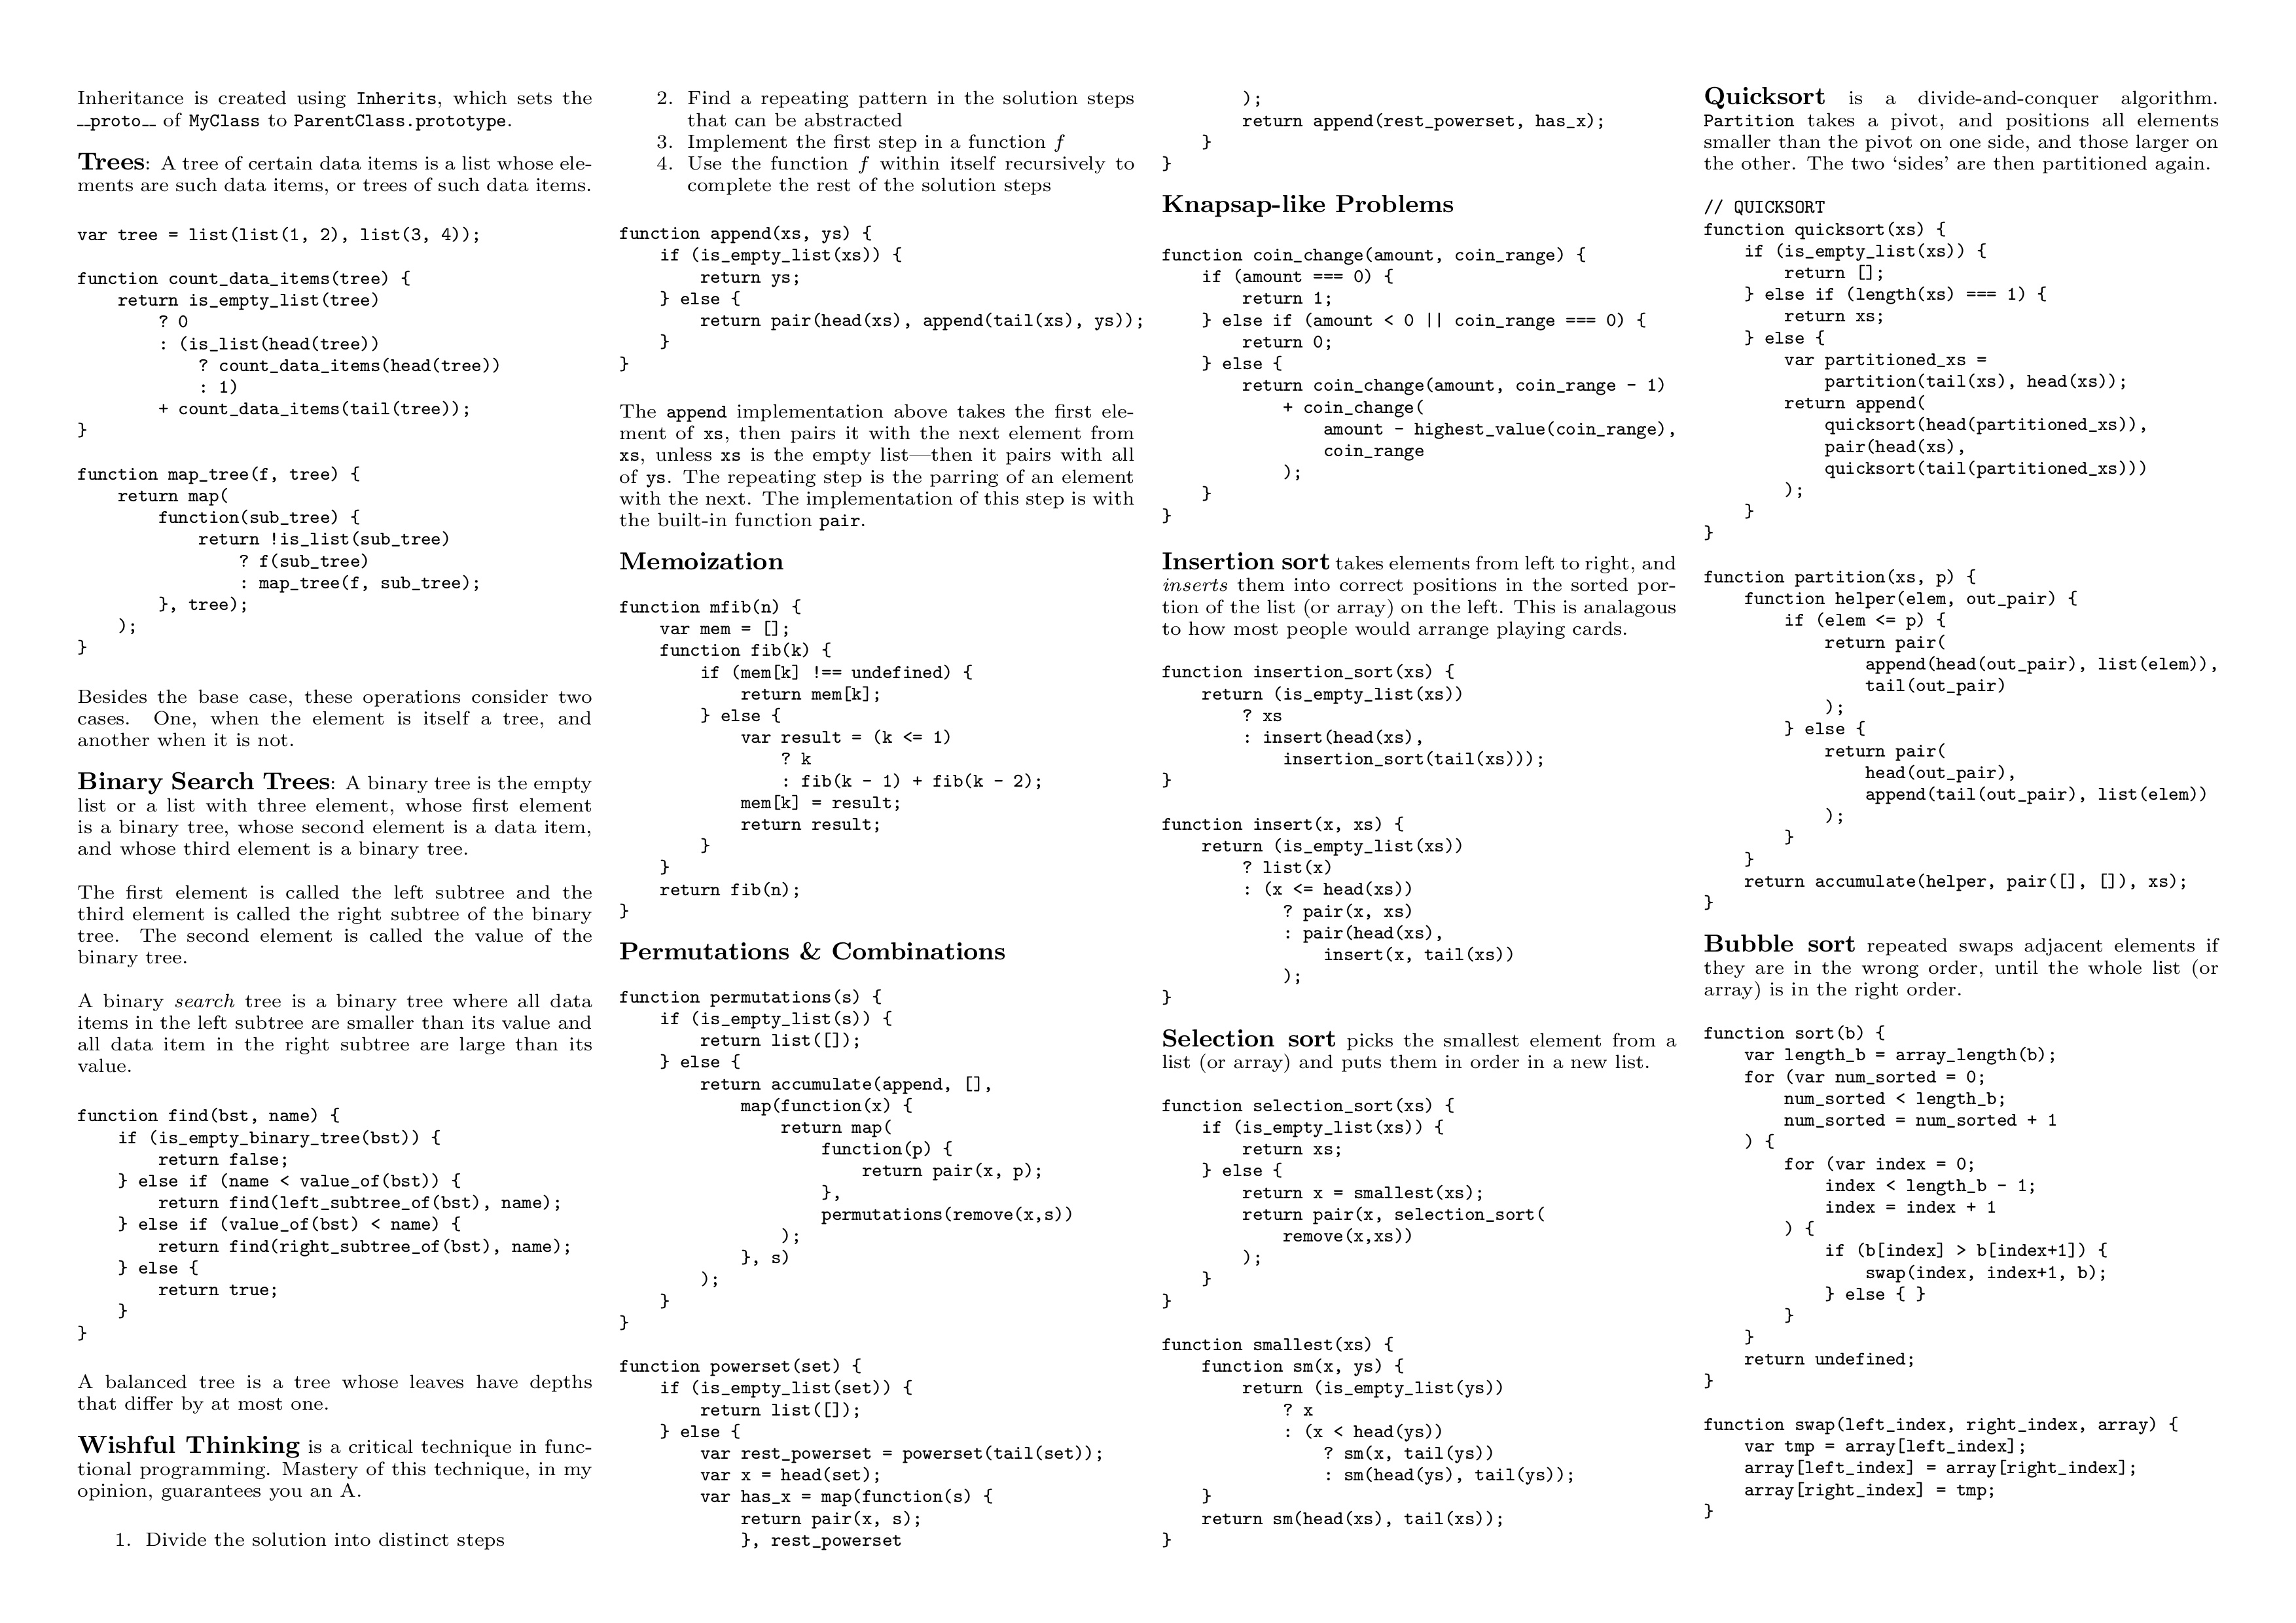 Inheritance is created using Inherits, which sets the
__proto__ of MyClass to ParentClass.prototype.
Trees: A tree of certain data items is a list whose ele-
ments are such data items, or trees of such data items.
var tree = list(list(1, 2), list(3, 4));
function count_data_items(tree) {
    return is_empty_list(tree)
        ? 0
        : (is_list(head(tree))
            ? count_data_items(head(tree))
            : 1)
        + count_data_items(tail(tree));
}
function map_tree(f, tree) {
    return map(
        function(sub_tree) {
            return !is_list(sub_tree)
                ? f(sub_tree)
                : map_tree(f, sub_tree);
        }, tree);
    );
}
Besides the base case, these operations consider two
cases. One, when the element is itself a tree, and
another when it is not.
Binary Search Trees: A binary tree is the empty
list or a list with three element, whose first element
is a binary tree, whose second element is a data item,
and whose third element is a binary tree.
The first element is called the left subtree and the
third element is called the right subtree of the binary
tree. The second element is called the value of the
binary tree.
A binary search tree is a binary tree where all data
items in the left subtree are smaller than its value and
all data item in the right subtree are large than its
value.
function find(bst, name) {
    if (is_empty_binary_tree(bst)) {
        return false;
    } else if (name < value_of(bst)) {
        return find(left_subtree_of(bst), name);
    } else if (value_of(bst) < name) {
        return find(right_subtree_of(bst), name);
    } else {
        return true;
    }
}
A balanced tree is a tree whose leaves have depths
that differ by at most one.
Wishful Thinking is a critical technique in func-
tional programming. Mastery of this technique, in my
opinion, guarantees you an A.
1. Divide the solution into distinct steps
2. Find a repeating pattern in the solution steps
that can be abstracted
3. Implement the first step in a function f
4. Use the function f within itself recursively to
complete the rest of the solution steps
function append(xs, ys) {
    if (is_empty_list(xs)) {
        return ys;
    } else {
        return pair(head(xs), append(tail(xs), ys));
    }
}
The append implementation above takes the first ele-
ment of xs, then pairs it with the next element from
xs, unless xs is the empty list—then it pairs with all
of ys. The repeating step is the parring of an element
with the next. The implementation of this step is with
the built-in function pair.
Memoization
function mfib(n) {
    var mem = [];
    function fib(k) {
        if (mem[k] !== undefined) {
            return mem[k];
        } else {
            var result = (k <= 1)
                ? k
                : fib(k - 1) + fib(k - 2);
            mem[k] = result;
            return result;
        }
    }
    return fib(n);
}
Permutations & Combinations
function permutations(s) {
    if (is_empty_list(s)) {
        return list([]);
    } else {
        return accumulate(append, [],
            map(function(x) {
                return map(
                    function(p) {
                        return pair(x, p);
                    },
                    permutations(remove(x,s))
                );
            }, s)
        );
    }
}
function powerset(set) {
    if (is_empty_list(set)) {
        return list([]);
    } else {
        var rest_powerset = powerset(tail(set));
        var x = head(set);
        var has_x = map(function(s) {
            return pair(x, s);
            }, rest_powerset
        );
        return append(rest_powerset, has_x);
    }
}
Knapsap-like Problems
function coin_change(amount, coin_range) {
    if (amount === 0) {
        return 1;
    } else if (amount < 0 || coin_range === 0) {
        return 0;
    } else {
        return coin_change(amount, coin_range - 1)
            + coin_change(
                amount - highest_value(coin_range),
                coin_range
            );
    }
}
Insertion sort takes elements from left to right, and
inserts them into correct positions in the sorted por-
tion of the list (or array) on the left. This is analagous
to how most people would arrange playing cards.
function insertion_sort(xs) {
    return (is_empty_list(xs))
        ? xs
        : insert(head(xs),
            insertion_sort(tail(xs)));
}
function insert(x, xs) {
    return (is_empty_list(xs))
        ? list(x)
        : (x <= head(xs))
            ? pair(x, xs)
            : pair(head(xs),
                insert(x, tail(xs))
            );
}
Selection sort picks the smallest element from a
list (or array) and puts them in order in a new list.
function selection_sort(xs) {
    if (is_empty_list(xs)) {
        return xs;
    } else {
        return x = smallest(xs);
        return pair(x, selection_sort(
            remove(x,xs))
        );
    }
}
function smallest(xs) {
    function sm(x, ys) {
        return (is_empty_list(ys))
            ? x
            : (x < head(ys))
                ? sm(x, tail(ys))
                : sm(head(ys), tail(ys));
    }
    return sm(head(xs), tail(xs));
}
Quicksort is a divide-and-conquer algorithm.
Partition takes a pivot, and positions all elements
smaller than the pivot on one side, and those larger on
the other. The two ‘sides’ are then partitioned again.
// QUICKSORT
function quicksort(xs) {
    if (is_empty_list(xs)) {
        return [];
    } else if (length(xs) === 1) {
        return xs;
    } else {
        var partitioned_xs =
            partition(tail(xs), head(xs));
        return append(
            quicksort(head(partitioned_xs)),
            pair(head(xs),
            quicksort(tail(partitioned_xs)))
        );
    }
}
function partition(xs, p) {
    function helper(elem, out_pair) {
        if (elem <= p) {
            return pair(
                append(head(out_pair), list(elem)),
                tail(out_pair)
            );
        } else {
            return pair(
                head(out_pair),
                append(tail(out_pair), list(elem))
            );
        }
    }
    return accumulate(helper, pair([], []), xs);
}
Bubble sort repeated swaps adjacent elements if
they are in the wrong order, until the whole list (or
array) is in the right order.
function sort(b) {
    var length_b = array_length(b);
    for (var num_sorted = 0;
        num_sorted < length_b;
        num_sorted = num_sorted + 1
    ) {
        for (var index = 0;
            index < length_b - 1;
            index = index + 1
        ) {
            if (b[index] > b[index+1]) {
                swap(index, index+1, b);
            } else { }
        }
    }
    return undefined;
}
function swap(left_index, right_index, array) {
    var tmp = array[left_index];
    array[left_index] = array[right_index];
    array[right_index] = tmp;
}